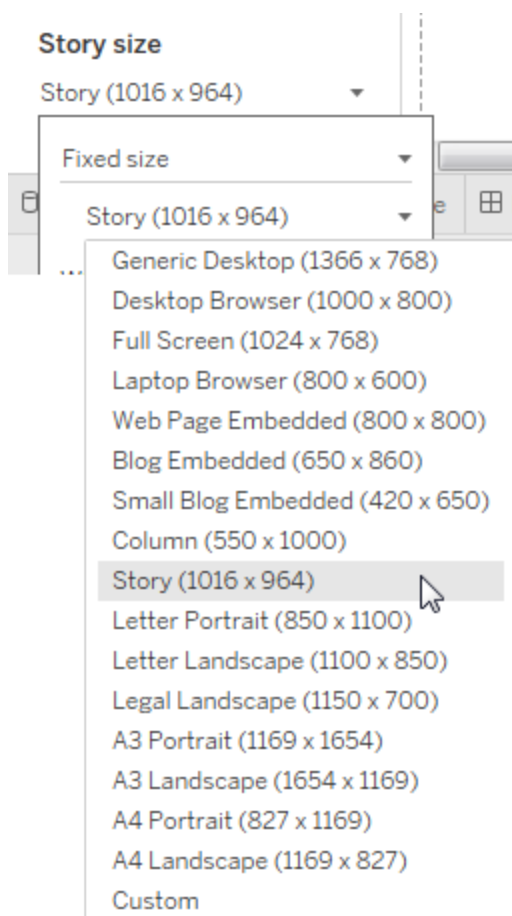 Story size
Story (1016 x 964)
Fixed size
Story (1016 x 964)
e
Generic Desktop (1366 x 768)
Desktop Browser (1000 x 800)
Full Screen (1024 x 768)
Laptop Browser (800 x 600)
Web Page Embedded (800 x 800)
Blog Embedded (650 x 860)
Small Blog Embedded (420 x 650)
Column (550 x 1000)
Story (1016 x 964)
Letter Portrait (850 x 1100)
Letter Landscape (1100 x 850)
Legal Landscape (1150 x 700)
A3 Portrait (1169 x 1654)
A3 Landscape (1654 x 1169)
A4 Portrait (827 x 1169)
A4 Landscape (1169 x 827)
Custom